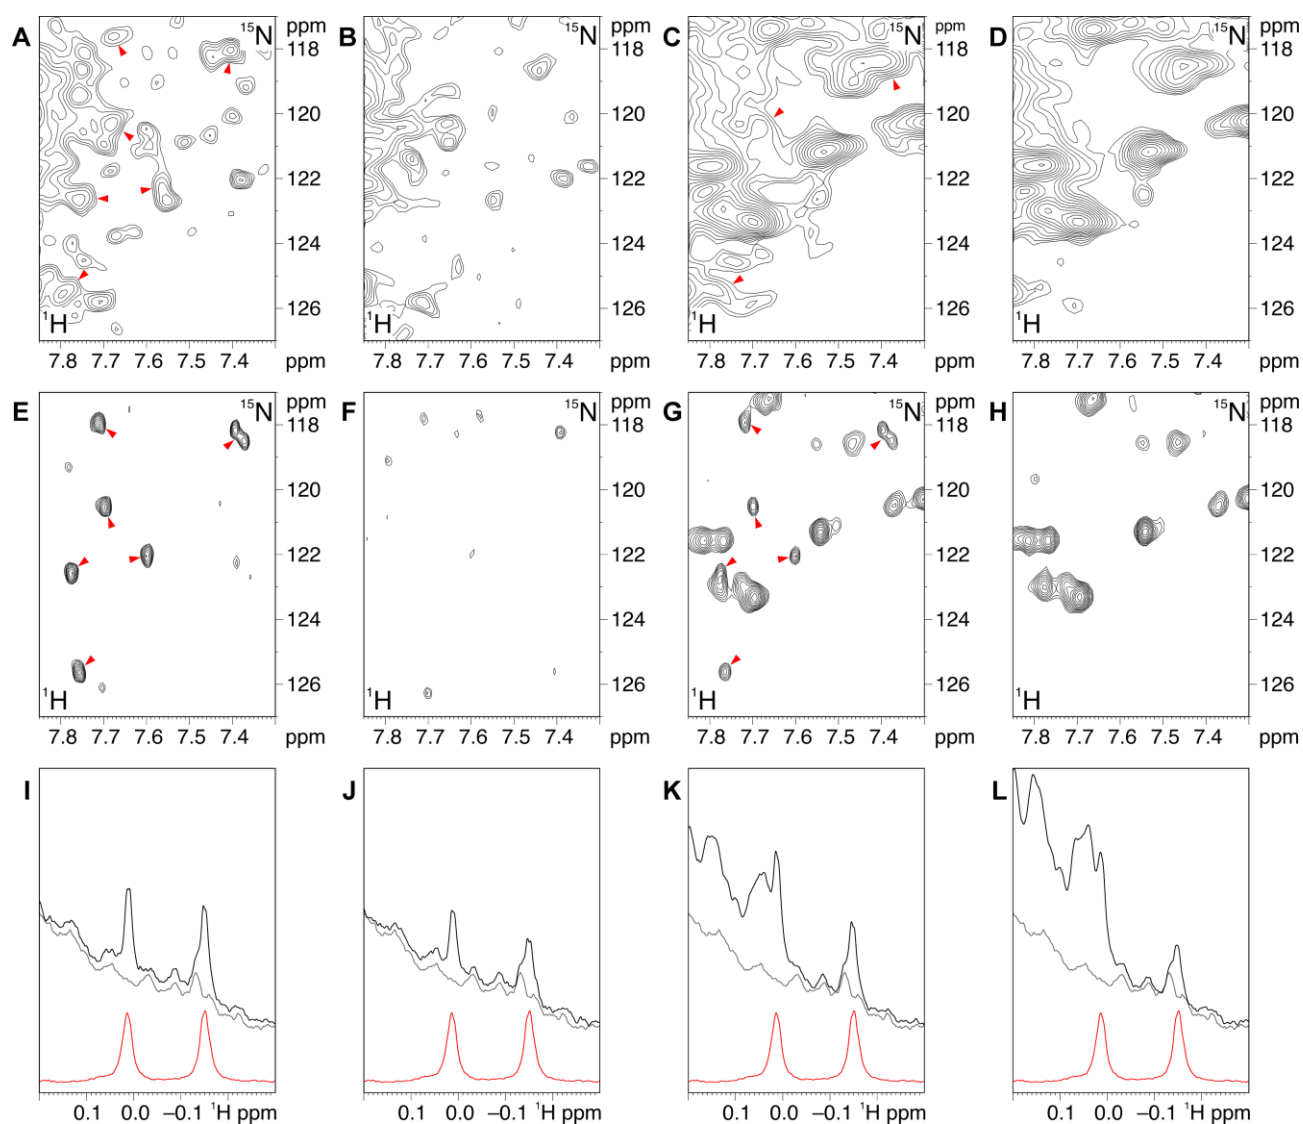 A ¹⁵N ppm B ¹⁵N ppm C ¹⁵N ppm D ¹⁵N ppm
118 118 118 118
120 120 120 120
122 122 122 122
124 124 124 124
126 126 126 126
¹H ¹H ¹H ¹H
7.8 7.7 7.6 7.5 7.4 ppm 7.8 7.7 7.6 7.5 7.4 ppm 7.8 7.7 7.6 7.5 7.4 ppm 7.8 7.7 7.6 7.5 7.4 ppm
E ¹⁵N ppm F ¹⁵N ppm G ¹⁵N ppm H ¹⁵N ppm
118 118 118 118
120 120 120 120
122 122 122 122
124 124 124 124
126 126 126 126
¹H ¹H ¹H ¹H
7.8 7.7 7.6 7.5 7.4 ppm 7.8 7.7 7.6 7.5 7.4 ppm 7.8 7.7 7.6 7.5 7.4 ppm 7.8 7.7 7.6 7.5 7.4 ppm
I J K L
0.1 0.0 –0.1 ¹H ppm 0.1 0.0 –0.1 ¹H ppm 0.1 0.0 –0.1 ¹H ppm 0.1 0.0 –0.1 ¹H ppm